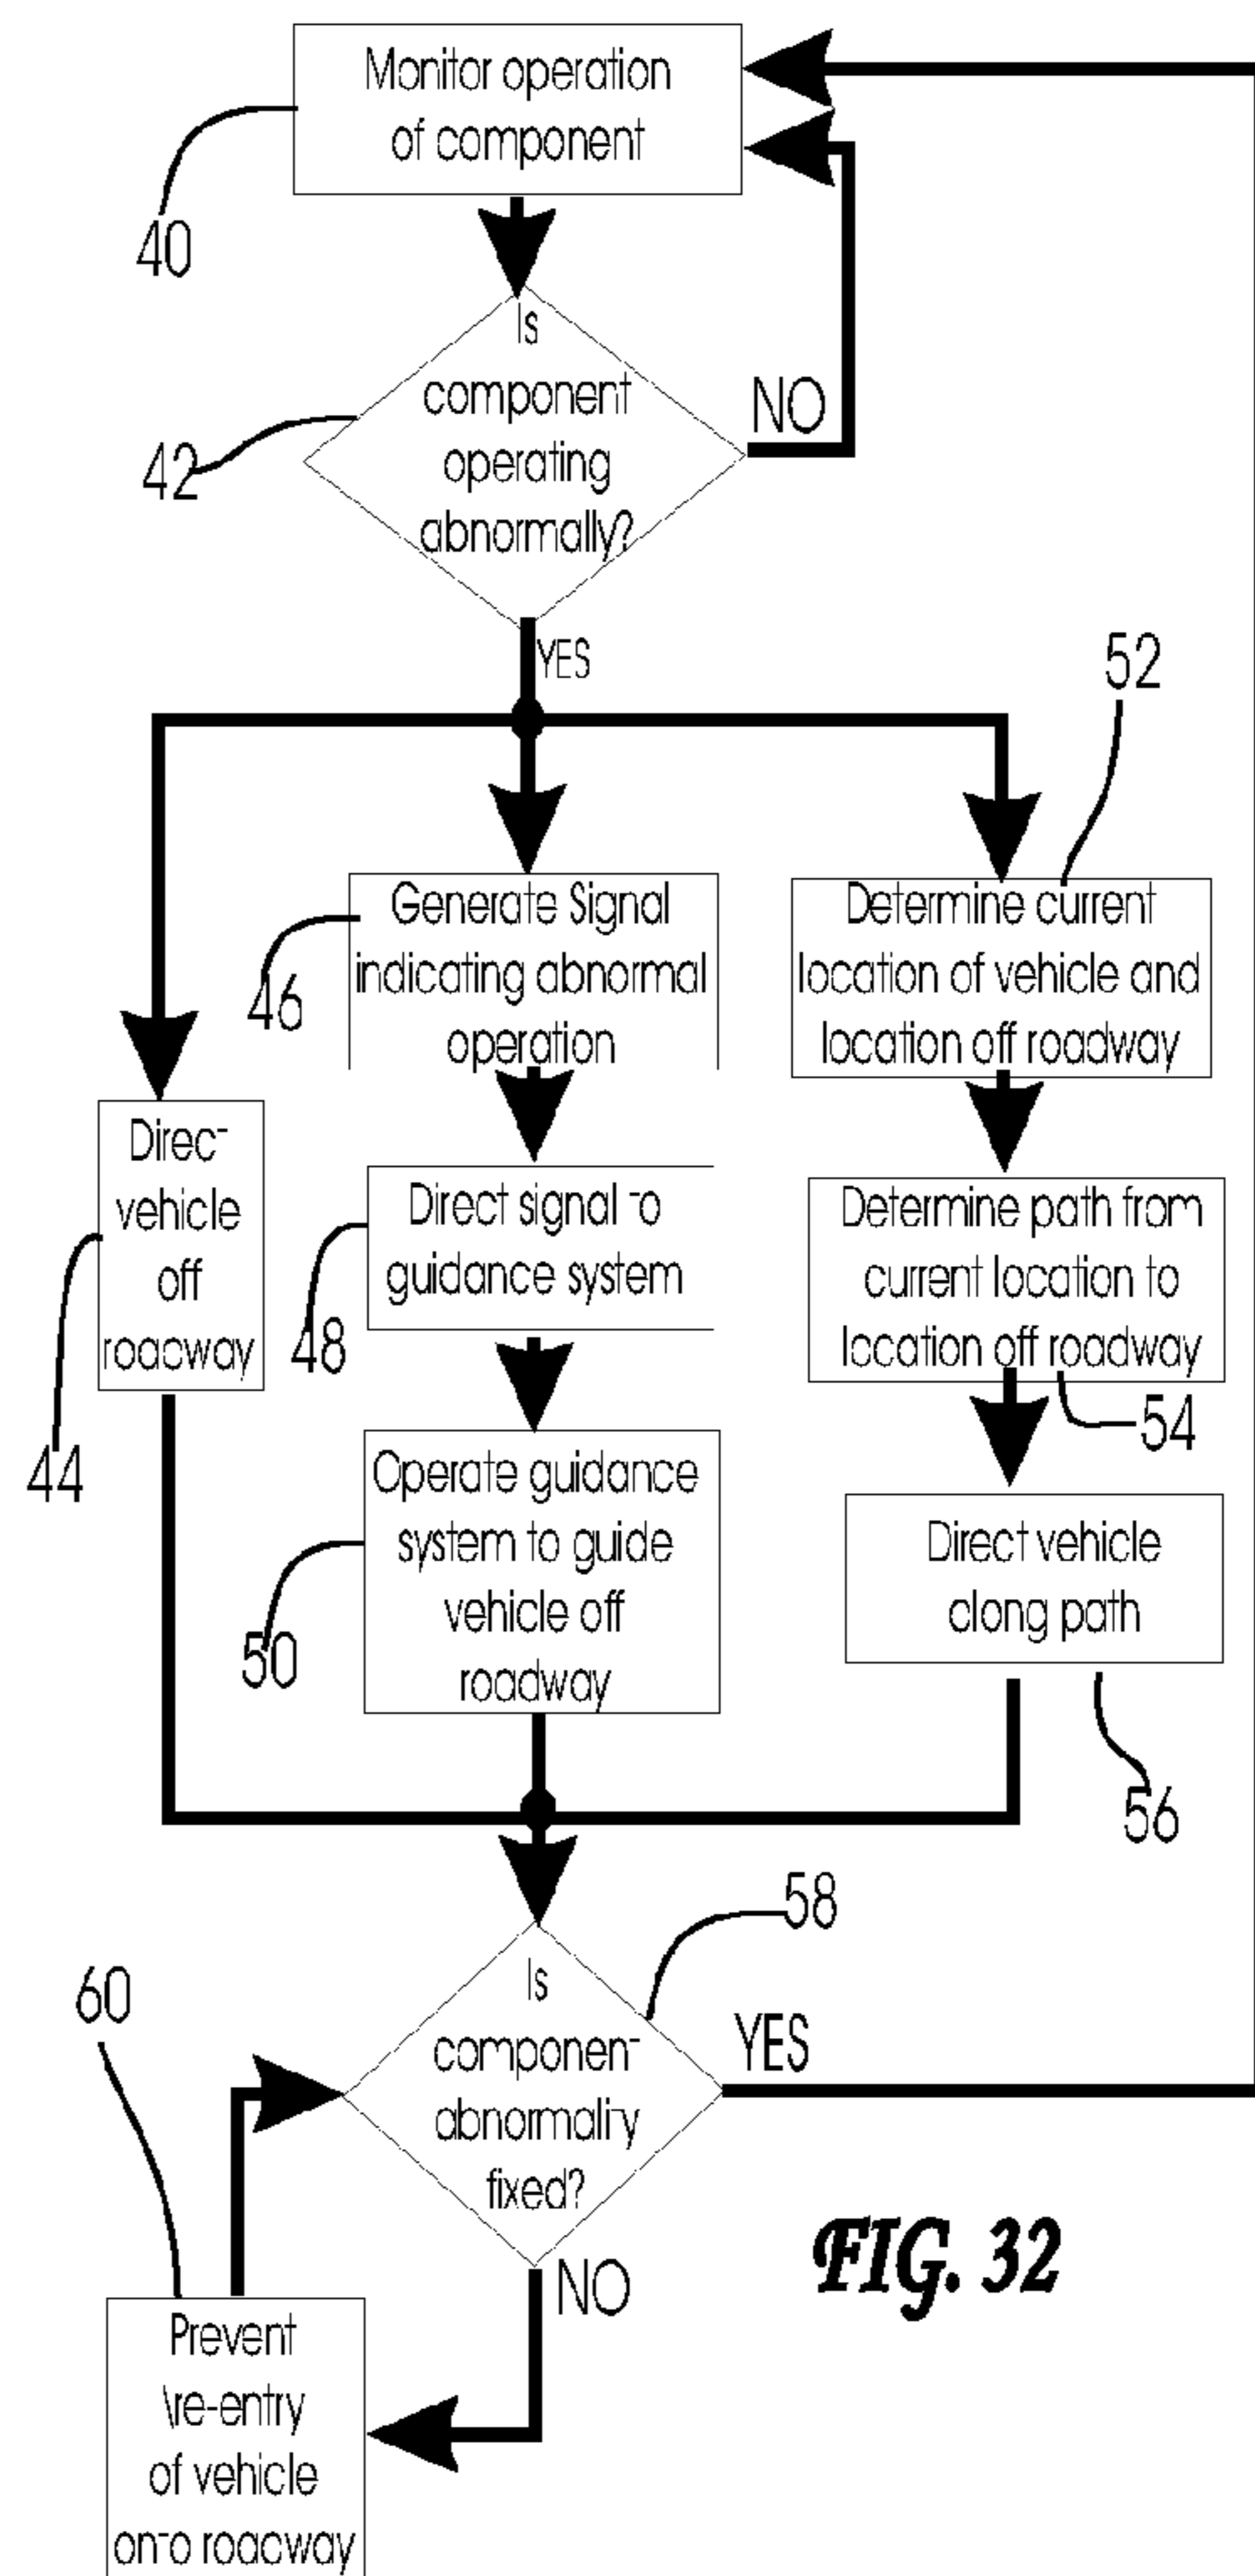 Monitor operation
of component
40
Is
component
operating
abnormally?
NO
42
YES
52
Generate Signal
indicating abnormal
operation
46
Determine current
location of vehicle and
location off roadway
Direct
vehicle
off
roadway
44
Direct signal to
guidance system
48
Determine path from
current location to
location off roadway
54
Operate guidance
system to guide
vehicle off
roadway
50
Direct vehicle
along path
56
58
Is
component
abnormality
fixed?
YES
NO
60
Prevent
\re-entry
of vehicle
onto roadway
FIG. 32